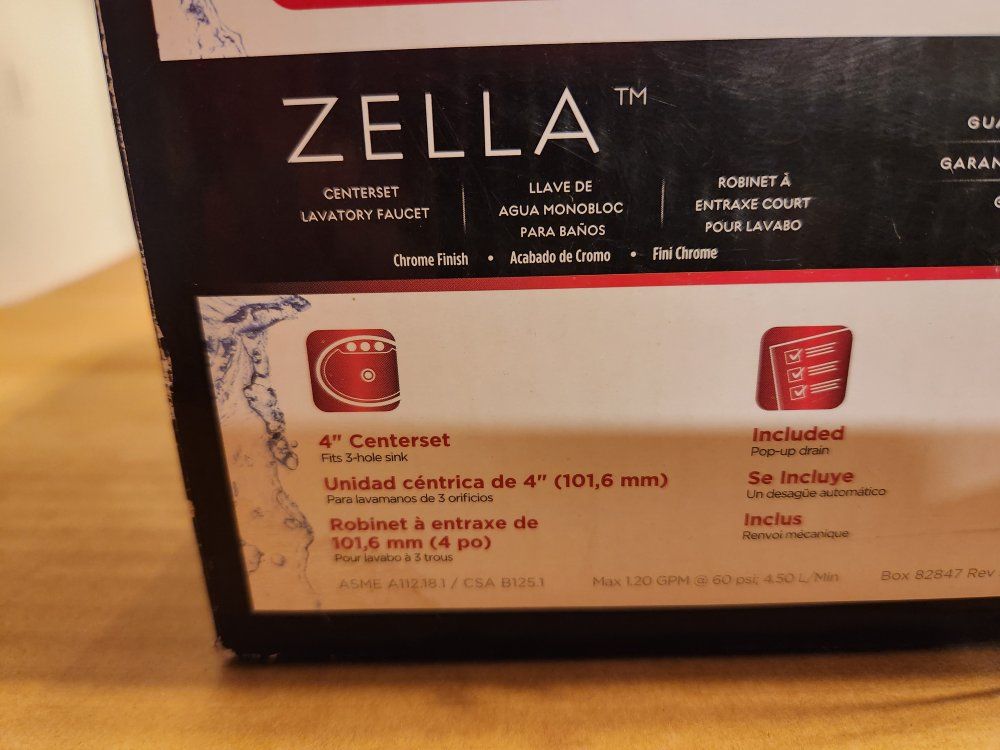 ZELLA™
CENTERSET
LAVATORY FAUCET
LLAVE DE
AGUA MONOBLOC
PARA BAÑOS
ROBINET À
ENTRAXE COURT
POUR LAVABO
Chrome Finish • Acabado de Cromo • Fini Chrome
4" Centerset
Fits 3-hole sink
Unidad céntrica de 4" (101,6 mm)
Para lavamanos de 3 orificios
Robinet à entraxe de
101,6 mm (4 po)
Pour lavabo à 3 trous
Included
Pop-up drain
Se Incluye
Un desagüe automático
Inclus
Renvoi mécanique
ASME A112.18.1 / CSA B125.1
Max 1.20 GPM @ 60 psi; 4.50 L/Min
Box 82847 Rev